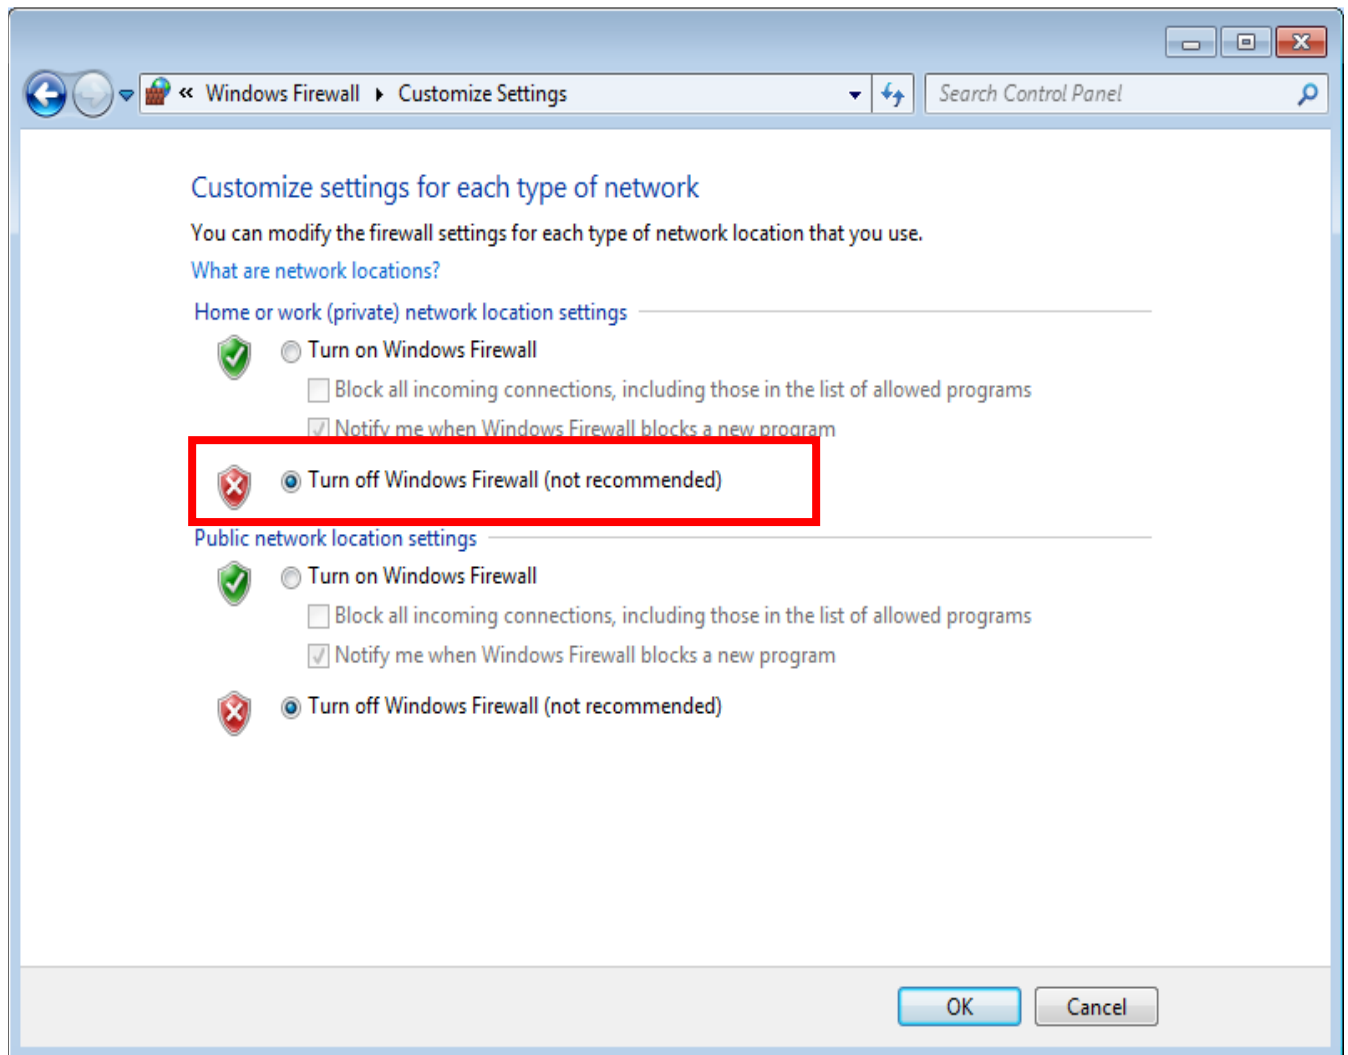 « Windows Firewall ▸ Customize Settings
Search Control Panel
Customize settings for each type of network
You can modify the firewall settings for each type of network location that you use.
What are network locations?
Home or work (private) network location settings
Turn on Windows Firewall
Block all incoming connections, including those in the list of allowed programs
Notify me when Windows Firewall blocks a new program
Turn off Windows Firewall (not recommended)
Public network location settings
Turn on Windows Firewall
Block all incoming connections, including those in the list of allowed programs
Notify me when Windows Firewall blocks a new program
Turn off Windows Firewall (not recommended)
OK
Cancel